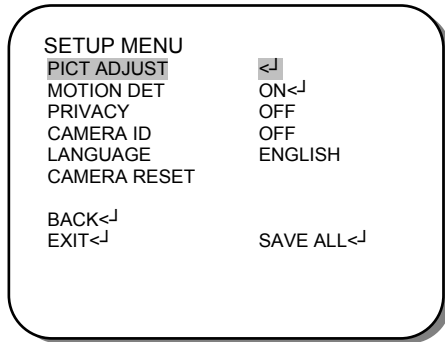 SETUP MENU
PICT ADJUST <┘
MOTION DET ON<┘
PRIVACY OFF
CAMERA ID OFF
LANGUAGE ENGLISH
CAMERA RESET
BACK<┘
EXIT<┘ SAVE ALL<┘